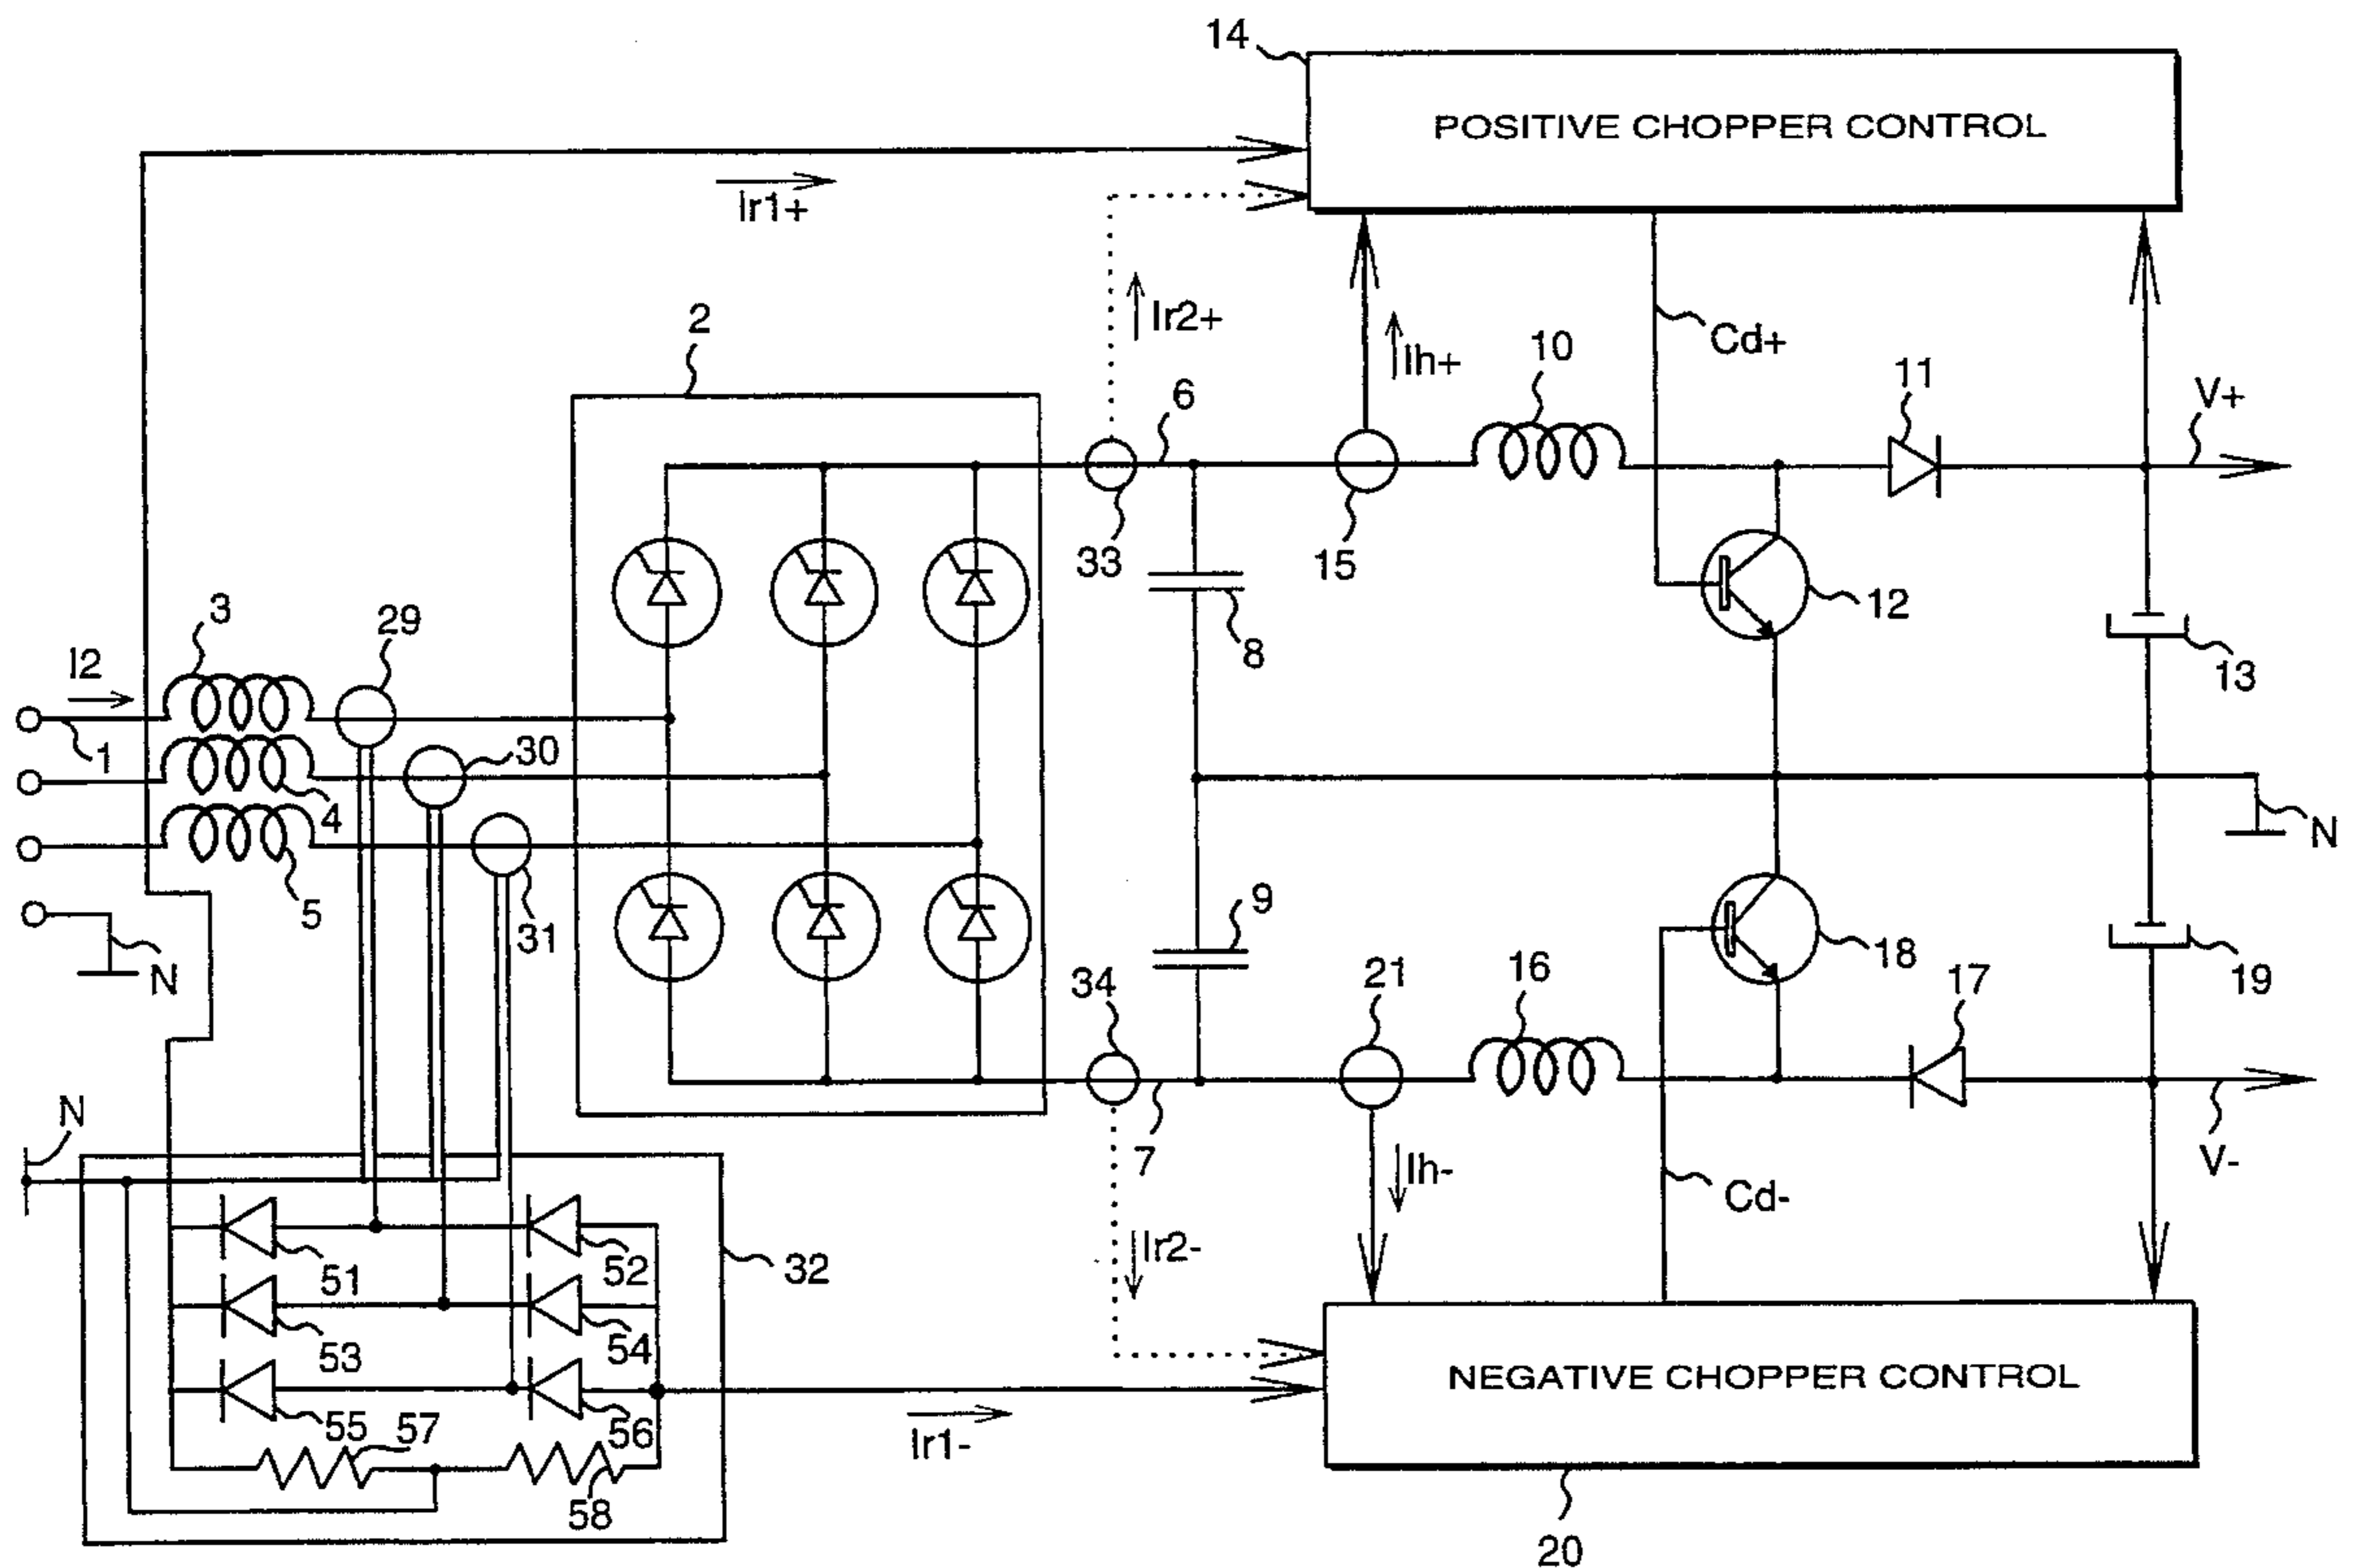 14
POSITIVE CHOPPER CONTROL
Ir1+
Ir2+
Ih+
Cd+
2
10
11
V+
6
33
15
8
12
13
3
29
I2
1
30
4
5
31
N
N
9
18
19
34
21
16
17
7
N
Ih-
Cd-
V-
Ir2-
51
52
32
53
54
55
57
56
58
Ir1-
NEGATIVE CHOPPER CONTROL
20